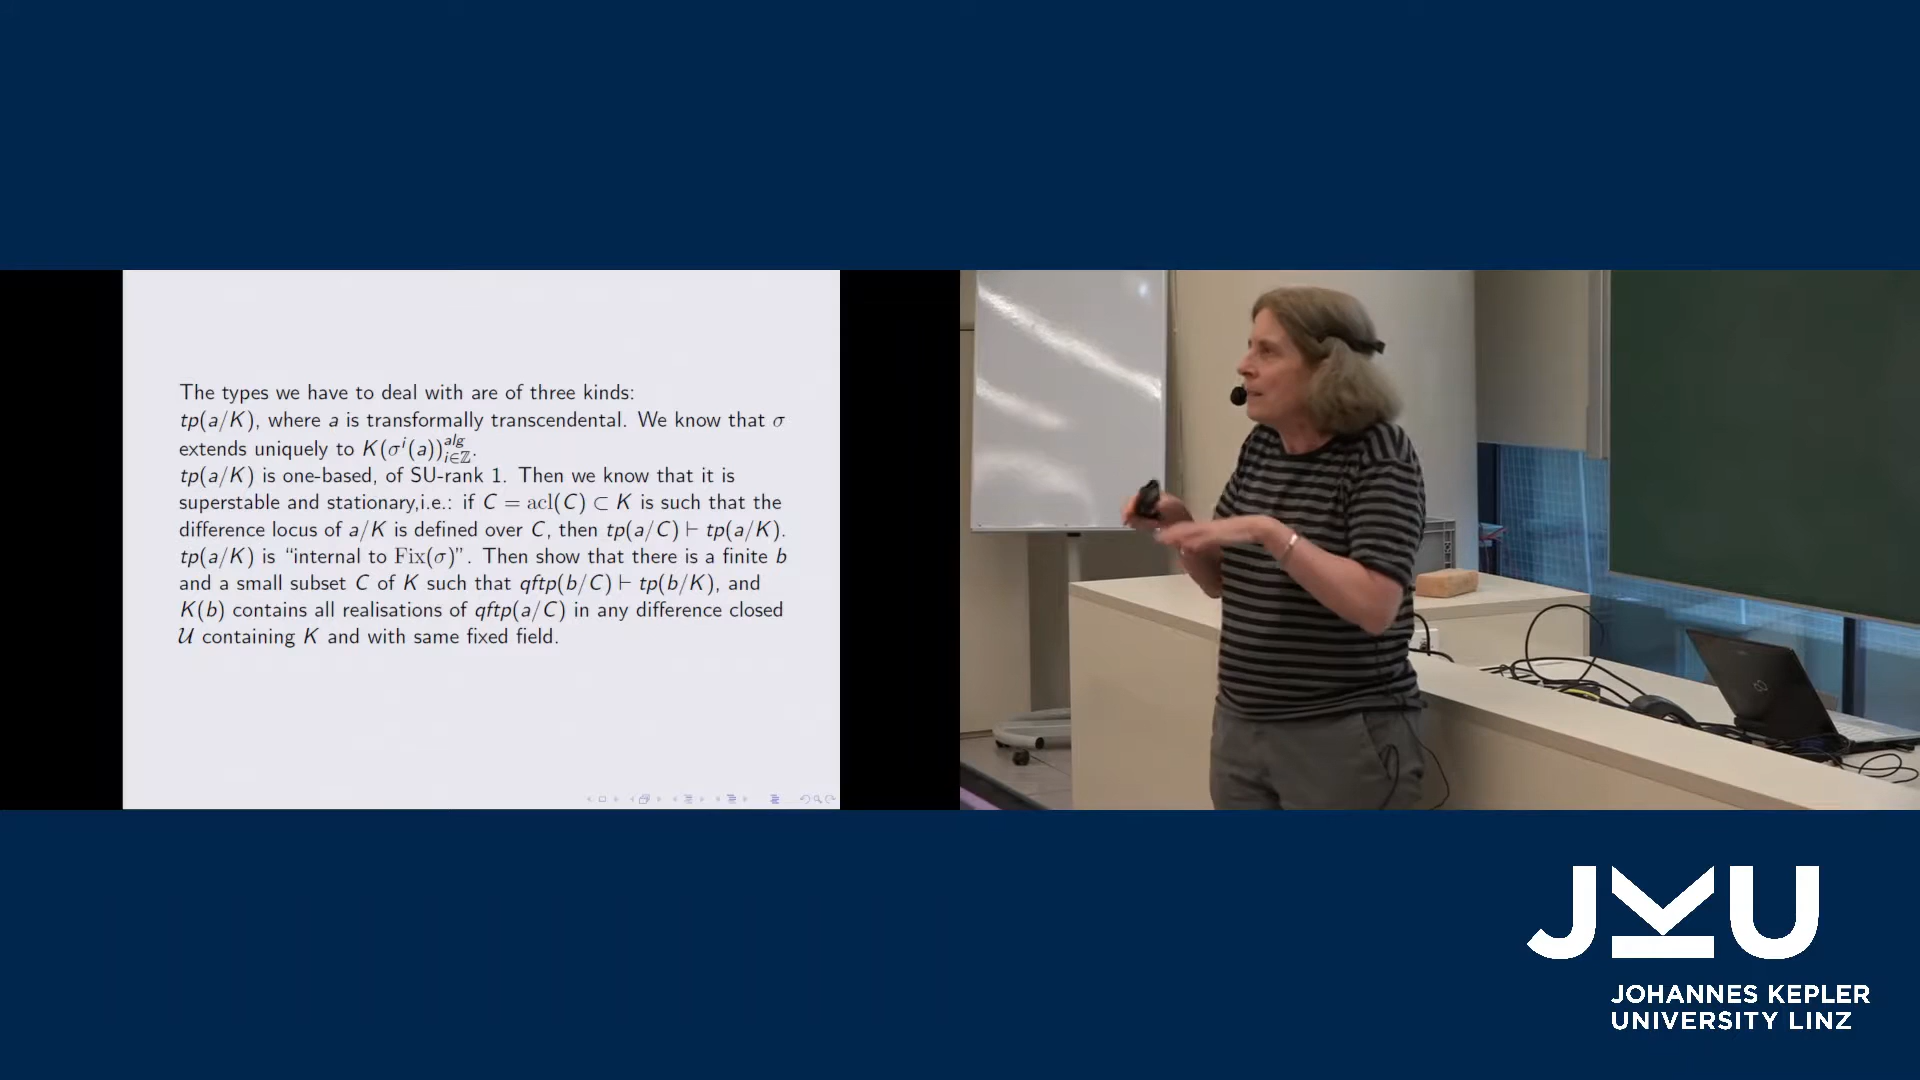 The types we have to deal with are of three kinds:
tp(a/K), where a is transformally transcendental. We know that σ
extends uniquely to K(σ^i(a))^{alg}_{i∈ℤ}.
tp(a/K) is one-based, of SU-rank 1. Then we know that it is
superstable and stationary,i.e.: if C = acl(C) ⊂ K is such that the
difference locus of a/K is defined over C, then tp(a/C) ⊢ tp(a/K).
tp(a/K) is “internal to Fix(σ)”. Then show that there is a finite b
and a small subset C of K such that qftp(b/C) ⊢ tp(b/K), and
K(b) contains all realisations of qftp(a/C) in any difference closed
𝒰 containing K and with same fixed field.
JKU
JOHANNES KEPLER
UNIVERSITY LINZ